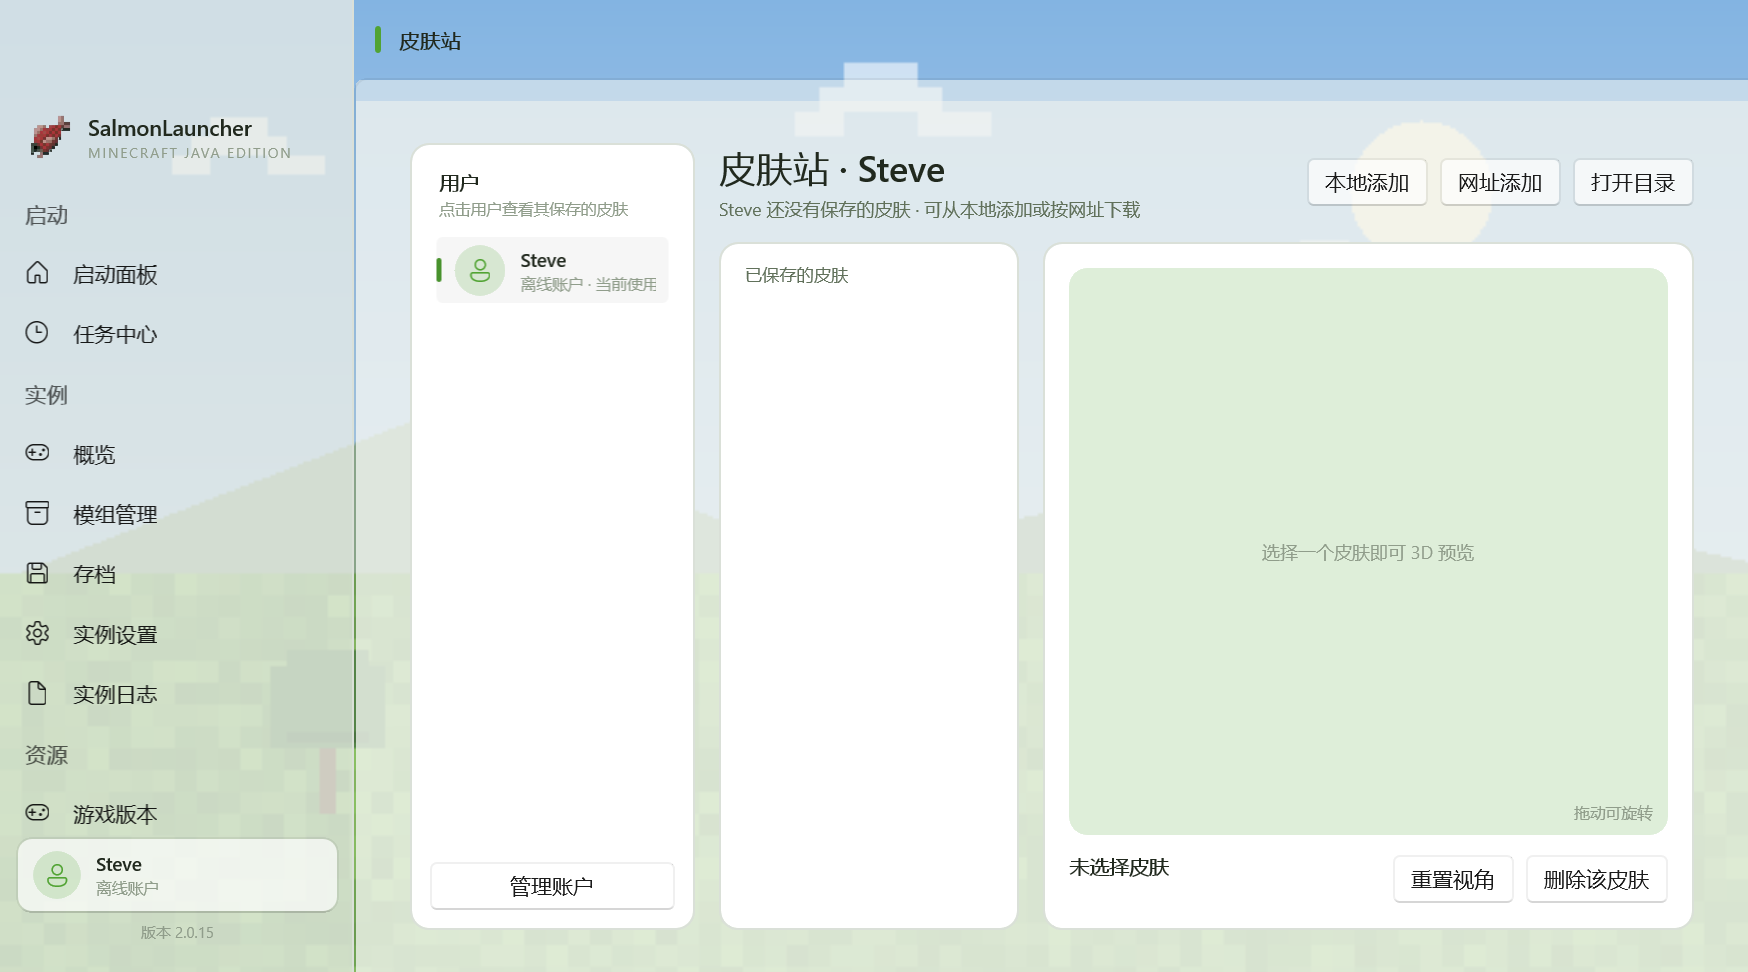 皮肤站
SalmonLauncher
MINECRAFT JAVA EDITION
启动
启动面板
任务中心
实例
概览
模组管理
存档
实例设置
实例日志
资源
游戏版本
Steve
离线账户
版本 2.0.15
用户
点击用户查看其保存的皮肤
Steve
离线账户 · 当前使用
管理账户
皮肤站 · Steve
Steve 还没有保存的皮肤 · 可从本地添加或按网址下载
本地添加
网址添加
打开目录
已保存的皮肤
选择一个皮肤即可 3D 预览
拖动可旋转
未选择皮肤
重置视角
删除该皮肤